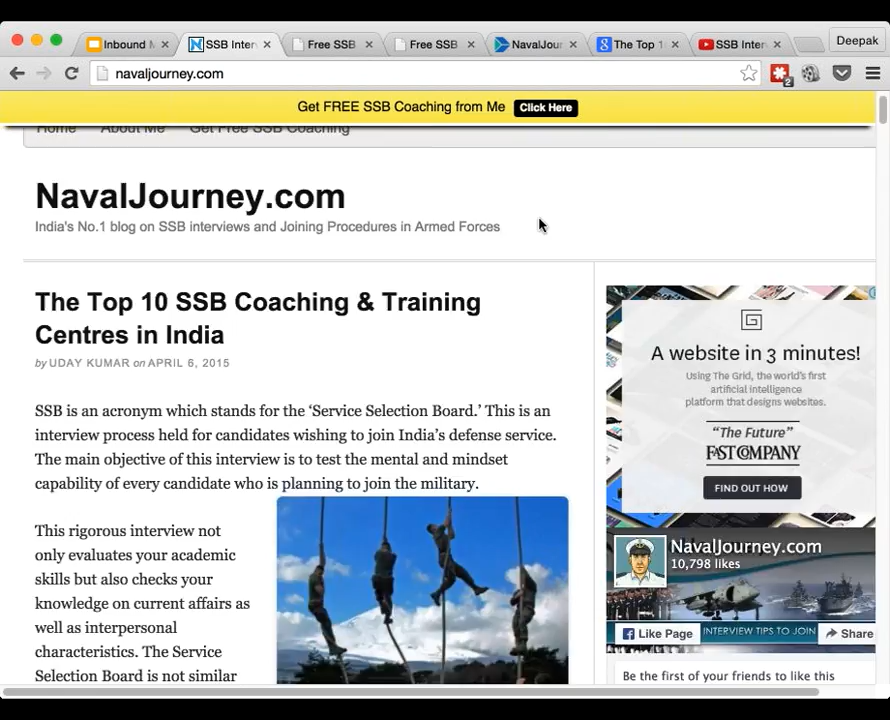 Inbound M
SSB Inter
Free SSB
Free SSB
NavalJour
The Top 1
SSB Inter
Deepak
navaljourney.com
2
Get FREE SSB Coaching from Me Click Here
Home About Me Get Free SSB Coaching
NavalJourney.com
India's No.1 blog on SSB interviews and Joining Procedures in Armed Forces
The Top 10 SSB Coaching & Training
Centres in India
by UDAY KUMAR on APRIL 6, 2015
SSB is an acronym which stands for the ‘Service Selection Board.’ This is an
interview process held for candidates wishing to join India’s defense service.
The main objective of this interview is to test the mental and mindset
capability of every candidate who is planning to join the military.
This rigorous interview not
only evaluates your academic
skills but also checks your
knowledge on current affairs as
well as interpersonal
characteristics. The Service
Selection Board is not similar
A website in 3 minutes!
Using The Grid, the world's first
artificial intelligence
platform that designs websites.
“The Future”
FAST COMPANY
FIND OUT HOW
NavalJourney.com
10,798 likes
Like Page
INTERVIEW TIPS TO JOIN
Share
Be the first of your friends to like this